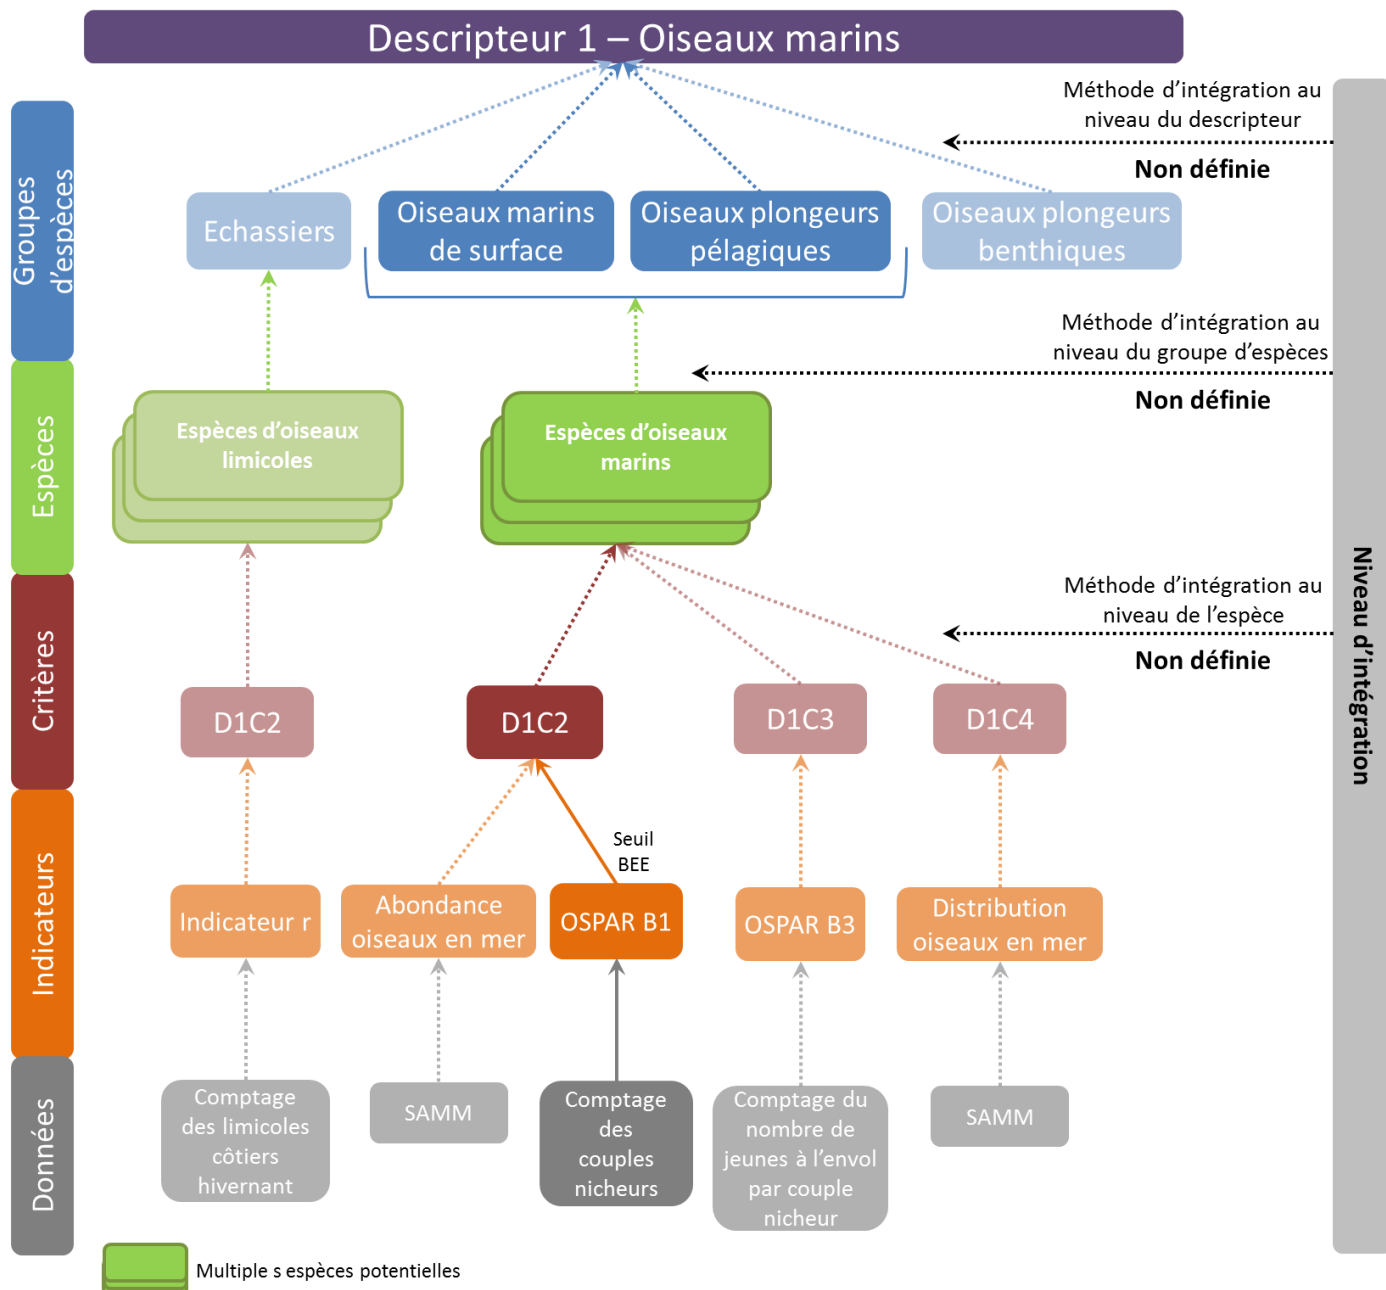 Descripteur 1 – Oiseaux marins
Méthode d'intégration au
niveau du descripteur
Non définie
Groupes
d'espèces
Echassiers
Oiseaux marins
de surface
Oiseaux plongeurs
pélagiques
Oiseaux plongeurs
benthiques
Méthode d'intégration au
niveau du groupe d'espèces
Non définie
Espèces
Espèces d'oiseaux
limicoles
Espèces d'oiseaux
marins
Méthode d'intégration au
niveau de l'espèce
Non définie
Niveau d'intégration
Critères
D1C2
D1C2
D1C3
D1C4
Seuil
BEE
Indicateurs
Indicateur r
Abondance
oiseaux en mer
OSPAR B1
OSPAR B3
Distribution
oiseaux en mer
Données
Comptage
des limicoles
côtiers
hivernant
SAMM
Comptage
des
couples
nicheurs
Comptage du
nombre de
jeunes à l'envol
par couple
nicheur
SAMM
Multiple s espèces potentielles